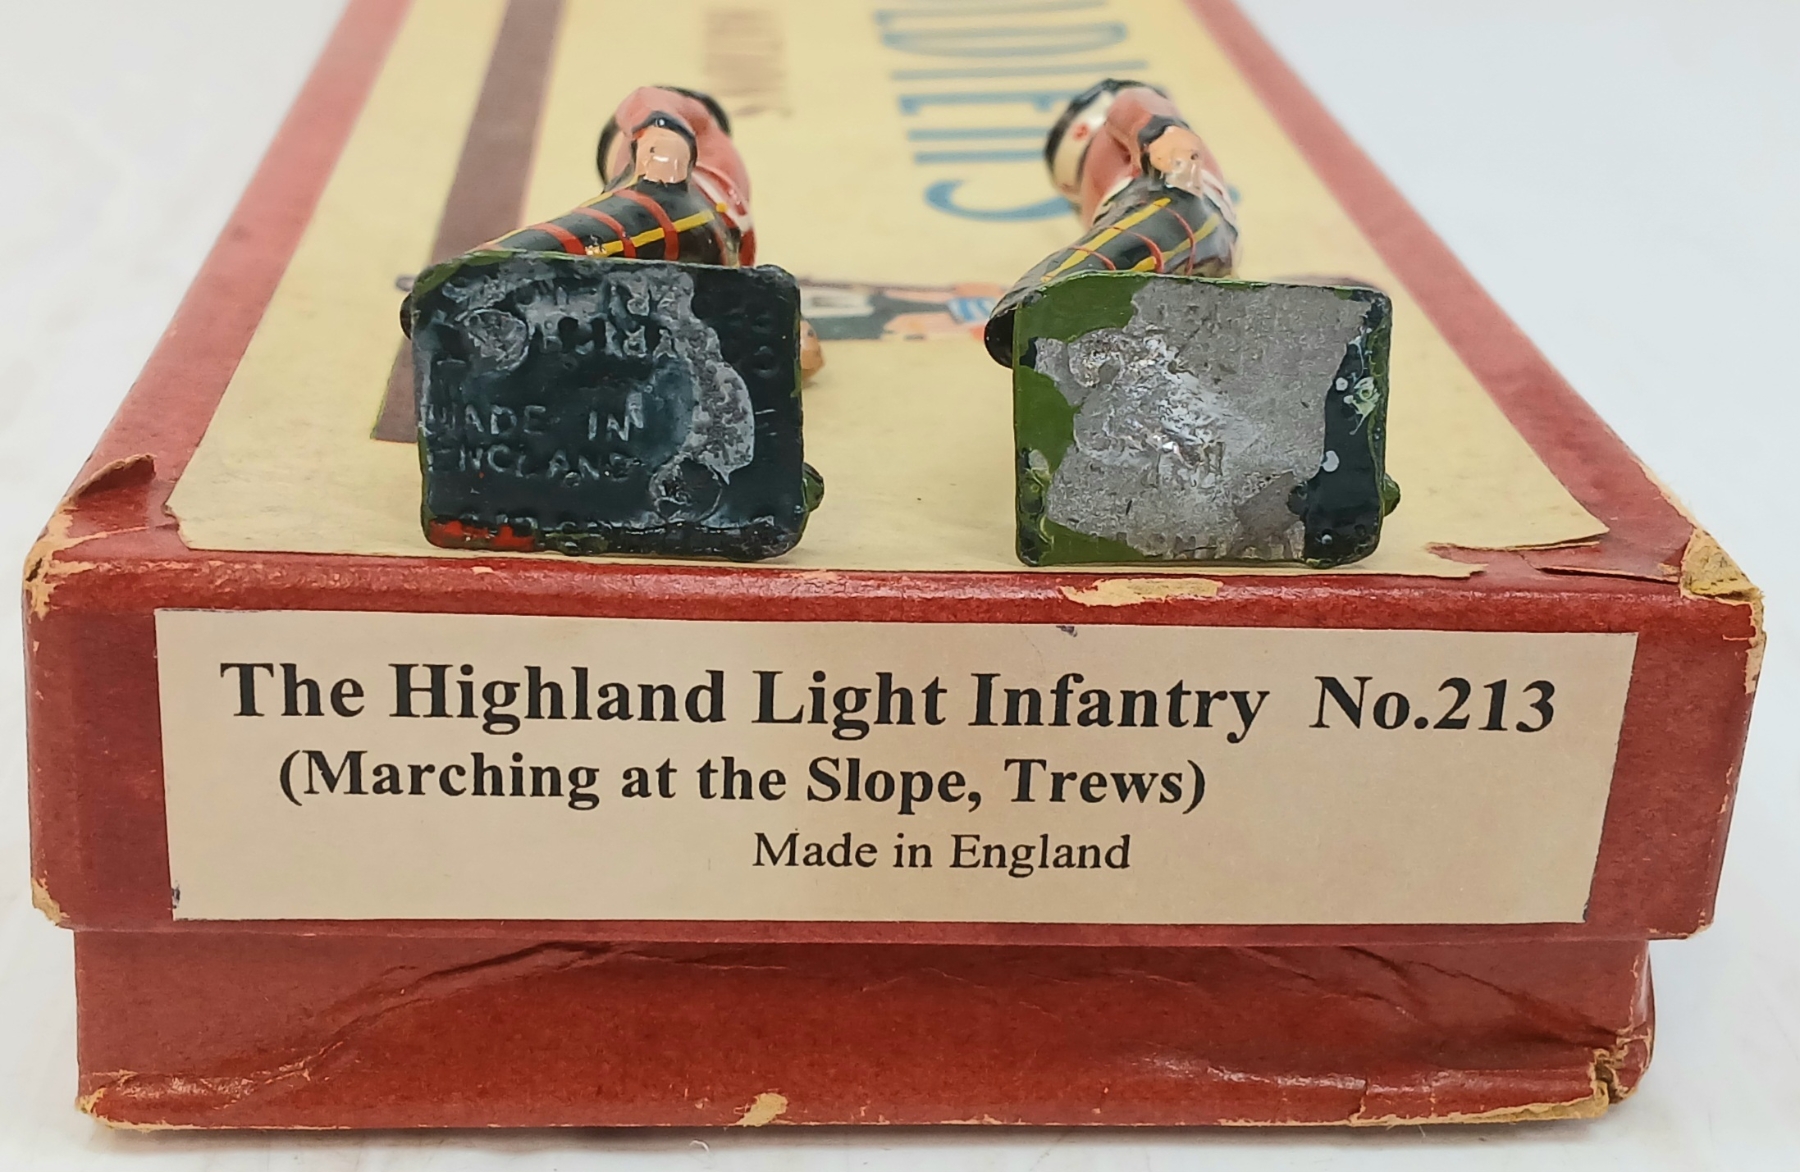 The Highland Light Infantry No.213
(Marching at the Slope, Trews)
Made in England
MADE IN
ENGLAND